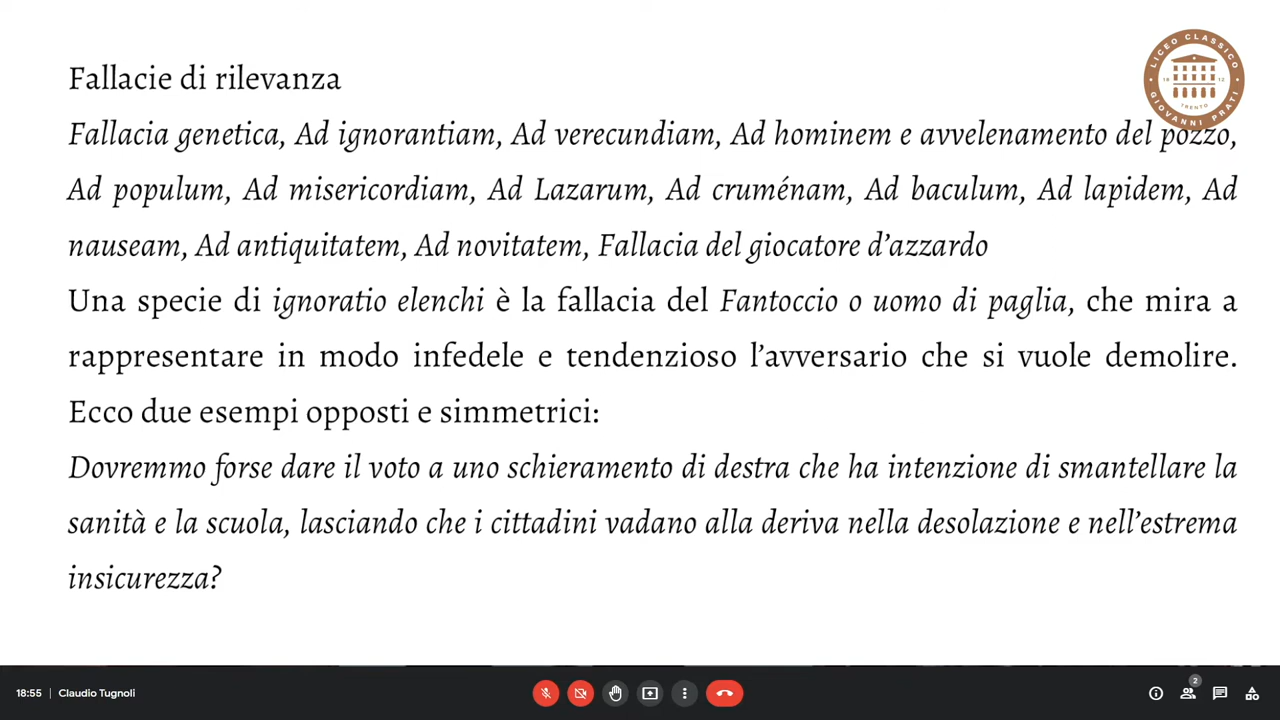 Fallacie di rilevanza
Fallacia genetica, Ad ignorantiam, Ad verecundiam, Ad hominem e avvelenamento del pozzo,
Ad populum, Ad misericordiam, Ad Lazarum, Ad cruménam, Ad baculum, Ad lapidem, Ad
nauseam, Ad antiquitatem, Ad novitatem, Fallacia del giocatore d’azzardo
Una specie di ignoratio elenchi è la fallacia del Fantoccio o uomo di paglia, che mira a
rappresentare in modo infedele e tendenzioso l’avversario che si vuole demolire.
Ecco due esempi opposti e simmetrici:
Dovremmo forse dare il voto a uno schieramento di destra che ha intenzione di smantellare la
sanità e la scuola, lasciando che i cittadini vadano alla deriva nella desolazione e nell’estrema
insicurezza?
LICEO CLASSICO
18 12
TRENTO
GIOVANNI PRATI
18:55 | Claudio Tugnoli
2